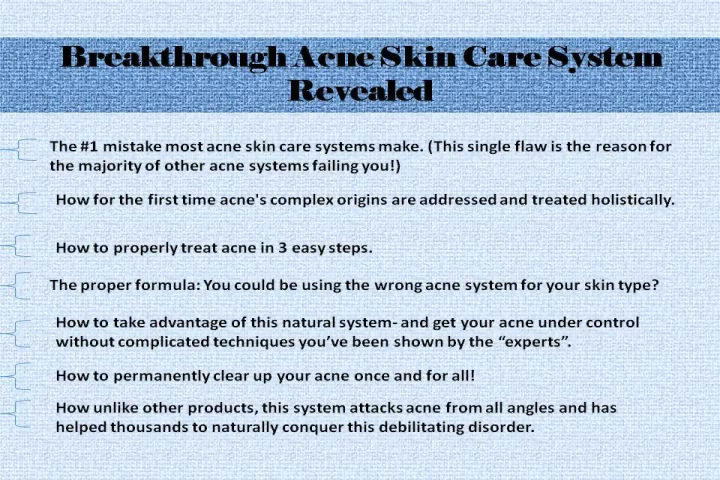 Breakthrough Acne Skin Care System
Revealed
The #1 mistake most acne skin care systems make. (This single flaw is the reason for
the majority of other acne systems failing you!)
How for the first time acne's complex origins are addressed and treated holistically.
How to properly treat acne in 3 easy steps.
The proper formula: You could be using the wrong acne system for your skin type?
How to take advantage of this natural system- and get your acne under control
without complicated techniques you’ve been shown by the “experts”.
How to permanently clear up your acne once and for all!
How unlike other products, this system attacks acne from all angles and has
helped thousands to naturally conquer this debilitating disorder.